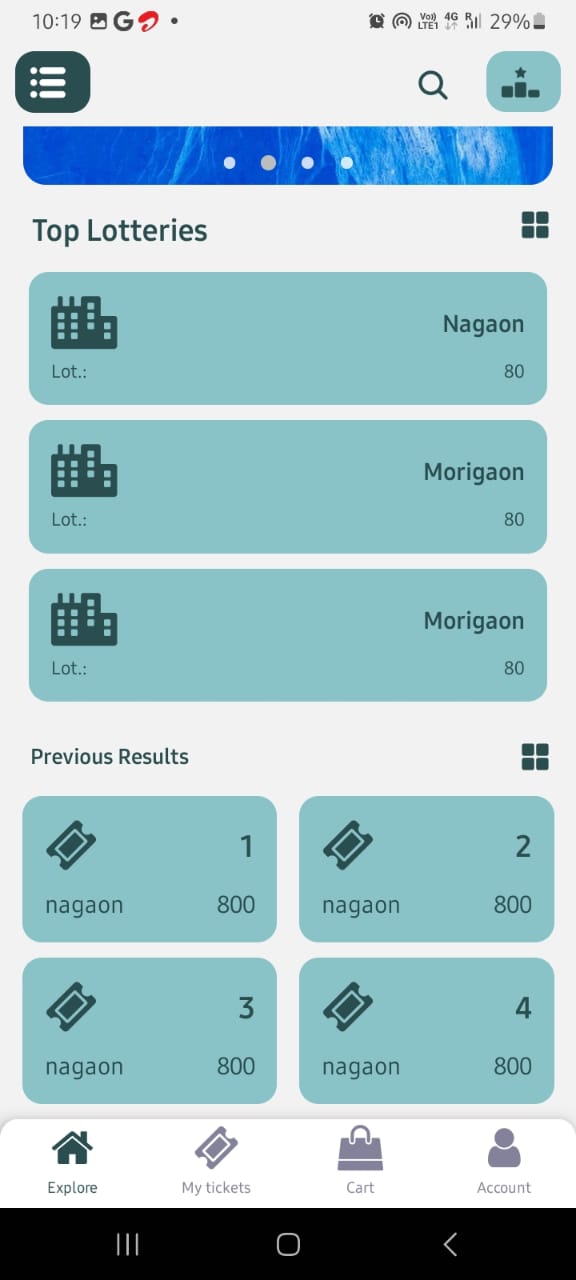 10:19
Vo))
LTE1
4G
R
29%
Top Lotteries
Nagaon
Lot.: 80
Morigaon
Lot.: 80
Morigaon
Lot.: 80
Previous Results
1
nagaon 800
2
nagaon 800
3
nagaon 800
4
nagaon 800
Explore
My tickets
Cart
Account